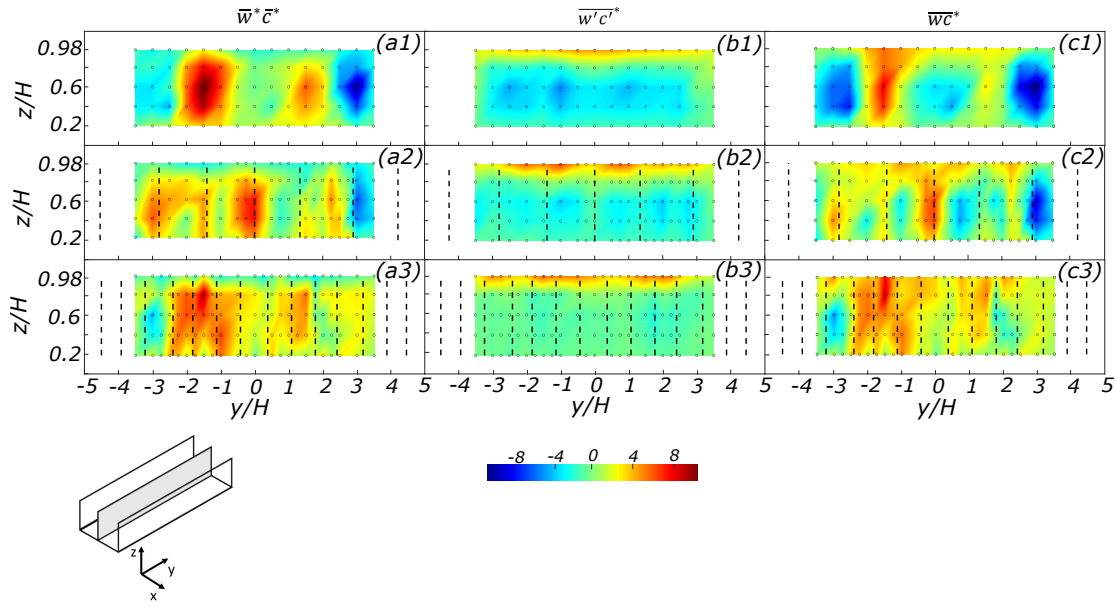 w̅* c̅* w'c'̅* wc̅*
z/H 0.98 0.6 0.2 (a1) (b1) (c1)
z/H 0.98 0.6 0.2 (a2) (b2) (c2)
z/H 0.98 0.6 0.2 (a3) (b3) (c3)
-5 -4 -3 -2 -1 0 1 2 3 4 5 -4 -3 -2 -1 0 1 2 3 4 5 -4 -3 -2 -1 0 1 2 3 4 5
y/H y/H y/H
-8 -4 0 4 8
z
y
x